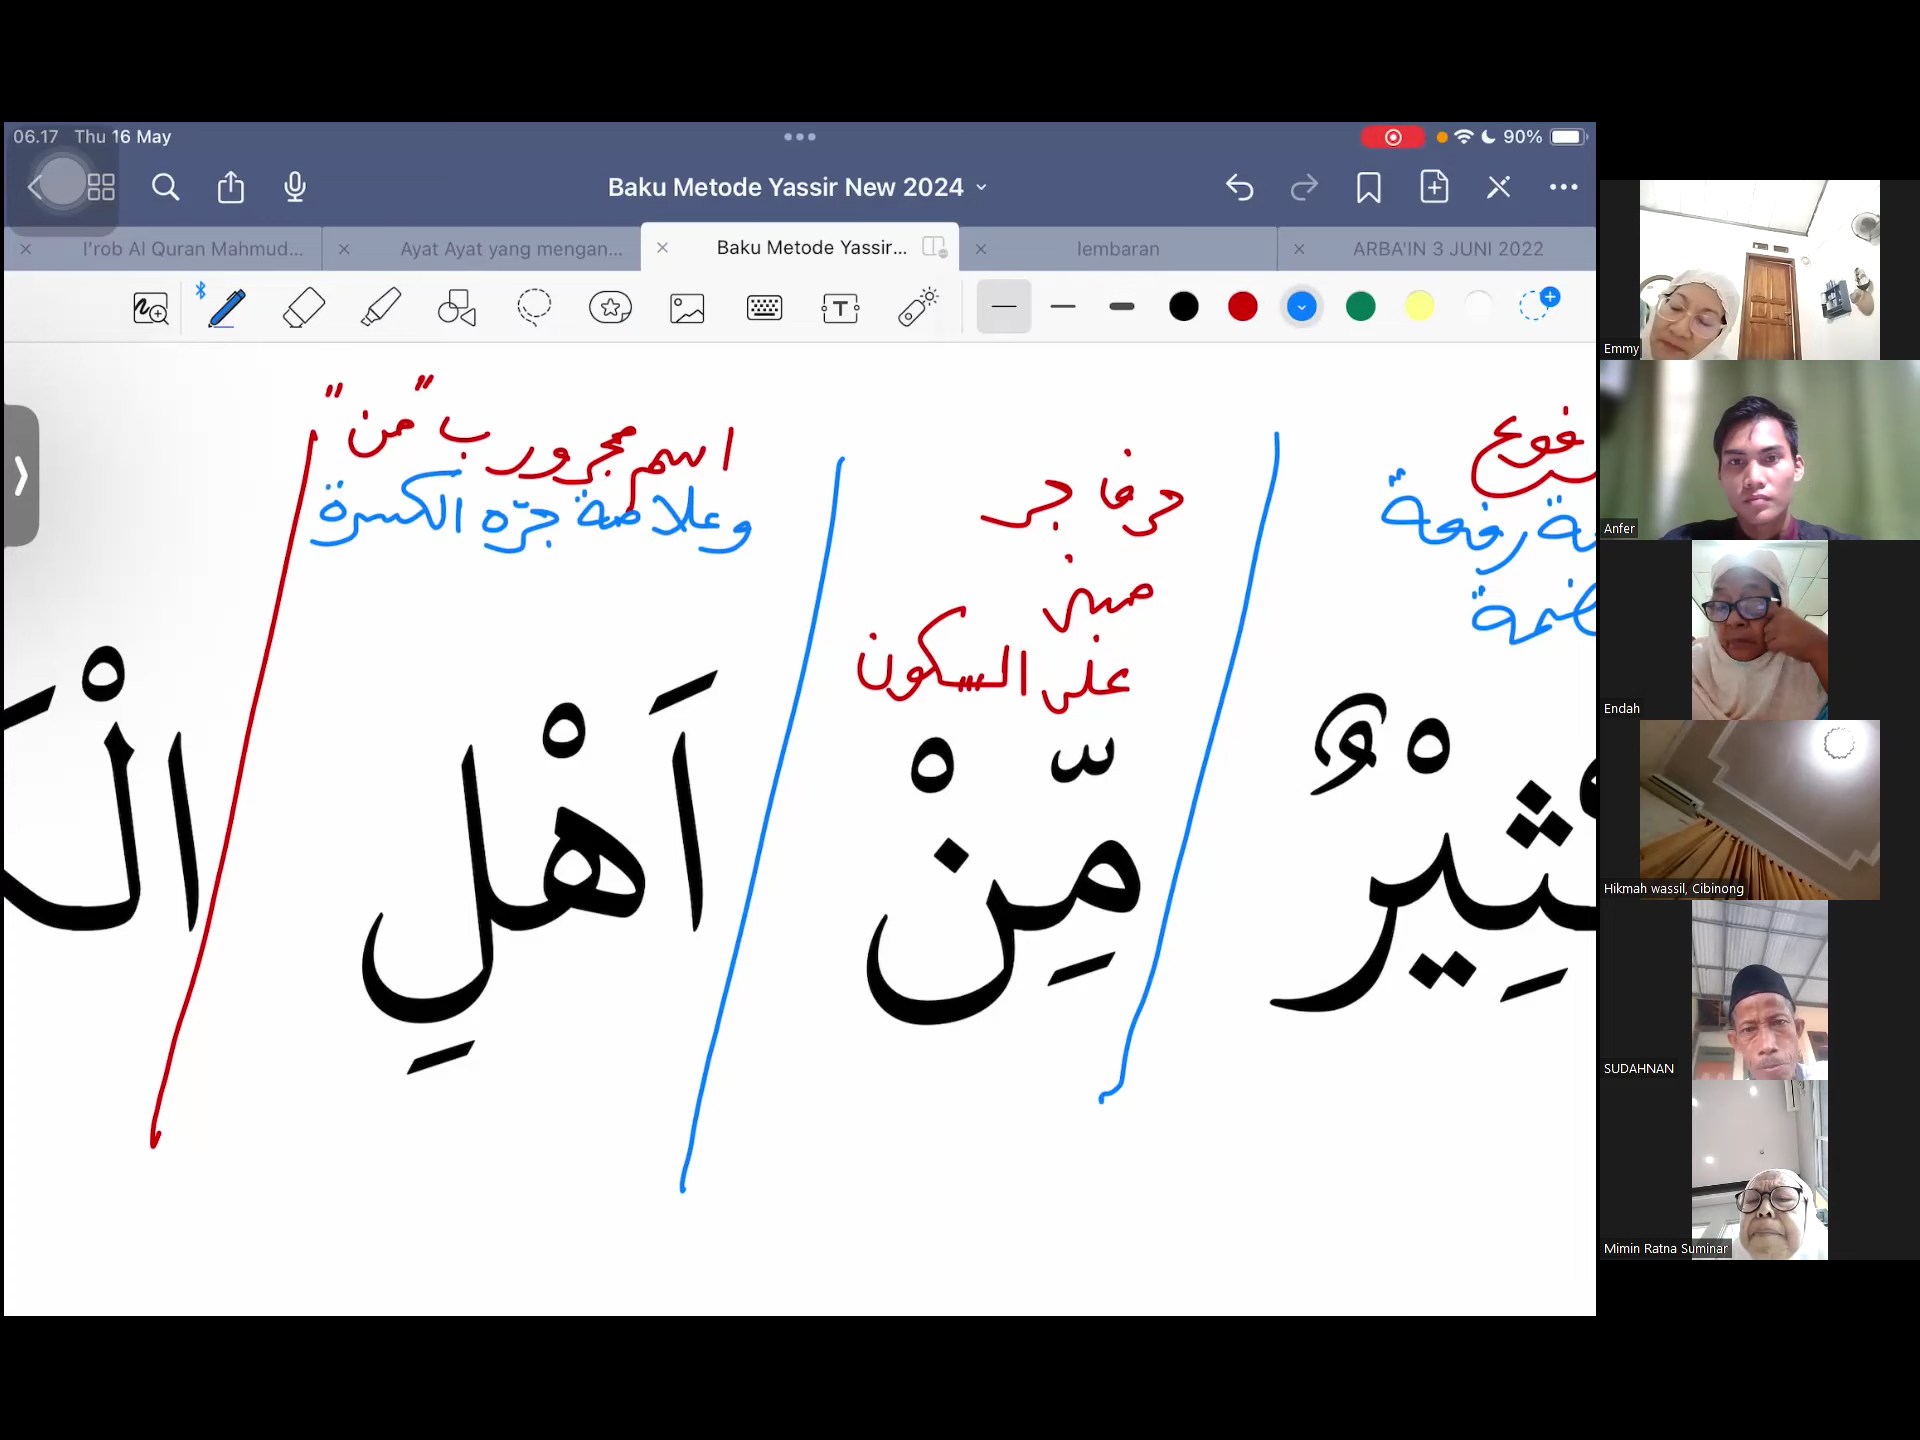 06.17 Thu 16 May
90%
Baku Metode Yassir New 2024
I'rob Al Quran Mahmud...
Ayat Ayat yang mengan...
Baku Metode Yassir...
lembaran
ARBA'IN 3 JUNI 2022
اسم مجرور ب "من"
وعلامة جرّه الكسرة
حرف جر
مبني
على السكون
رفعة
مِّنْ اَهْلِ
Emmy
Anfer
Endah
Hikmah wassil, Cibinong
SUDAHNAN
Mimin Ratna Suminar